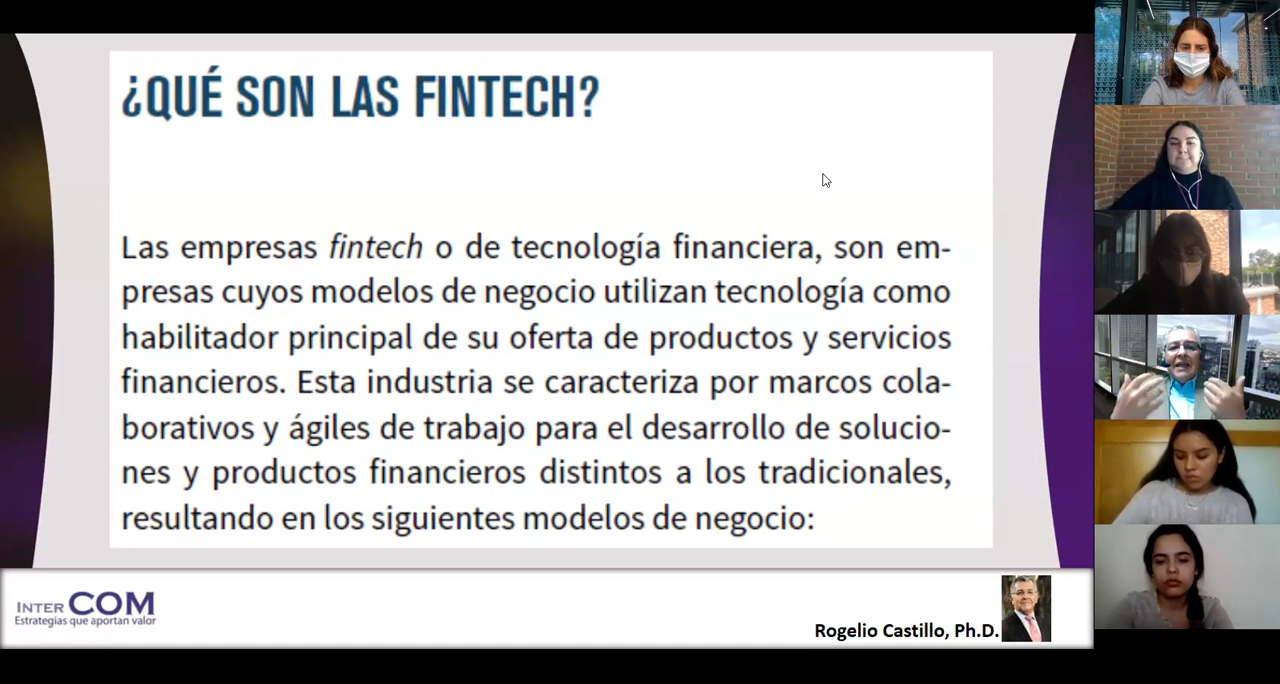 ¿QUÉ SON LAS FINTECH?
Las empresas fintech o de tecnología financiera, son em-
presas cuyos modelos de negocio utilizan tecnología como
habilitador principal de su oferta de productos y servicios
financieros. Esta industria se caracteriza por marcos cola-
borativos y ágiles de trabajo para el desarrollo de solucio-
nes y productos financieros distintos a los tradicionales,
resultando en los siguientes modelos de negocio:
INTER COM
Estrategias que aportan valor
Rogelio Castillo, Ph.D.